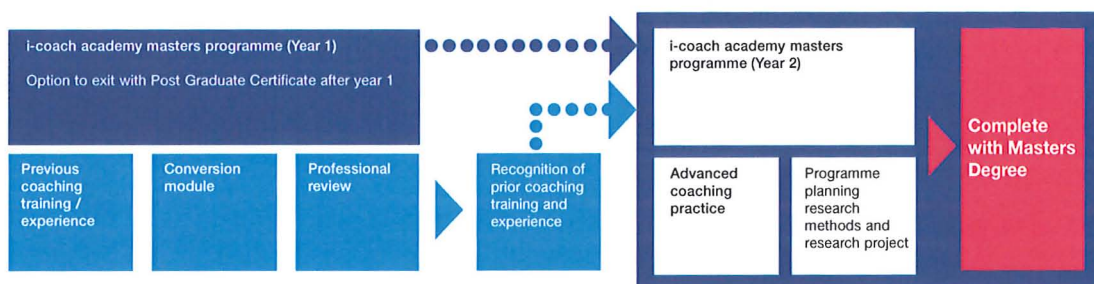 i-coach academy masters programme (Year 1)
Option to exit with Post Graduate Certificate after year 1
Previous
coaching
training /
experience
Conversion
module
Professional
review
Recognition of
prior coaching
training and
experience
i-coach academy masters
programme (Year 2)
Advanced
coaching
practice
Programme
planning
research
methods and
research project
Complete
with Masters
Degree